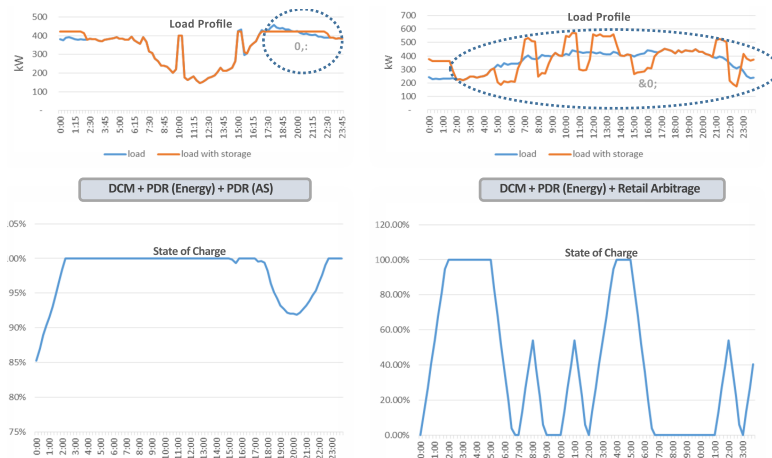 Load Profile
500
400
300
200
100
-
kW
0,:
0:00 1:15 2:30 3:45 5:00 6:15 7:30 8:45 10:00 11:15 12:30 13:45 15:00 16:15 17:30 18:45 20:00 21:15 22:30 23:45
load load with storage
Load Profile
700
600
500
400
300
200
100
-
kW
&0;
0:00 1:00 2:00 3:00 4:00 5:00 6:00 7:00 8:00 9:00 10:00 11:00 12:00 13:00 14:00 15:00 16:00 17:00 18:00 19:00 20:00 21:00 22:00 23:00
load load with storage
DCM + PDR (Energy) + PDR (AS)
State of Charge
05%
00%
95%
90%
85%
80%
75%
0:00 1:00 2:00 3:00 4:00 5:00 6:00 7:00 8:00 9:00 10:00 11:00 12:00 13:00 14:00 15:00 16:00 17:00 18:00 19:00 20:00 21:00 22:00 23:00
DCM + PDR (Energy) + Retail Arbitrage
State of Charge
120.00%
100.00%
80.00%
60.00%
40.00%
20.00%
0.00%
0:00 1:00 2:00 3:00 4:00 5:00 6:00 7:00 8:00 9:00 10:00 11:00 12:00 13:00 14:00 15:00 16:00 17:00 18:00 19:00 20:00 21:00 22:00 23:00